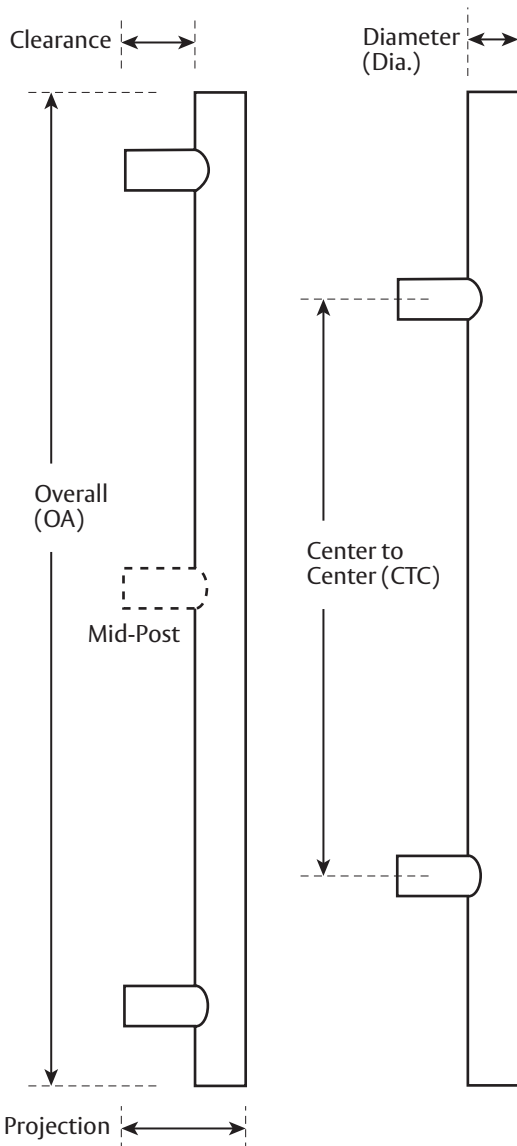 Clearance
Diameter
(Dia.)
Overall
(OA)
Center to
Center (CTC)
Mid-Post
Projection